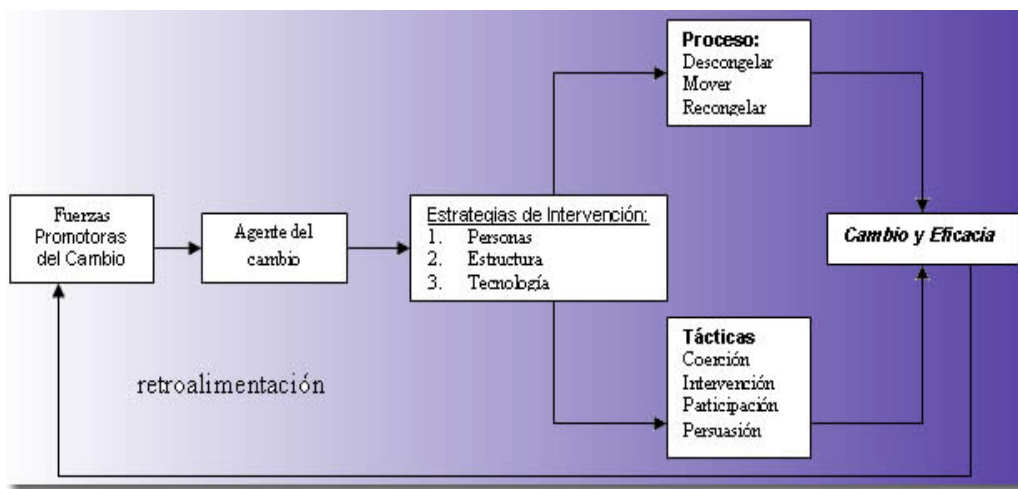 Fuerzas
Promotoras
del Cambio
Agente del
cambio
Estrategias de Intervención:
1. Personas
2. Estructura
3. Tecnología
Proceso:
Descongelar
Mover
Recongelar
Tácticas
Coerción
Intervención
Participación
Persuasión
Cambio y Eficacia
retroalimentación